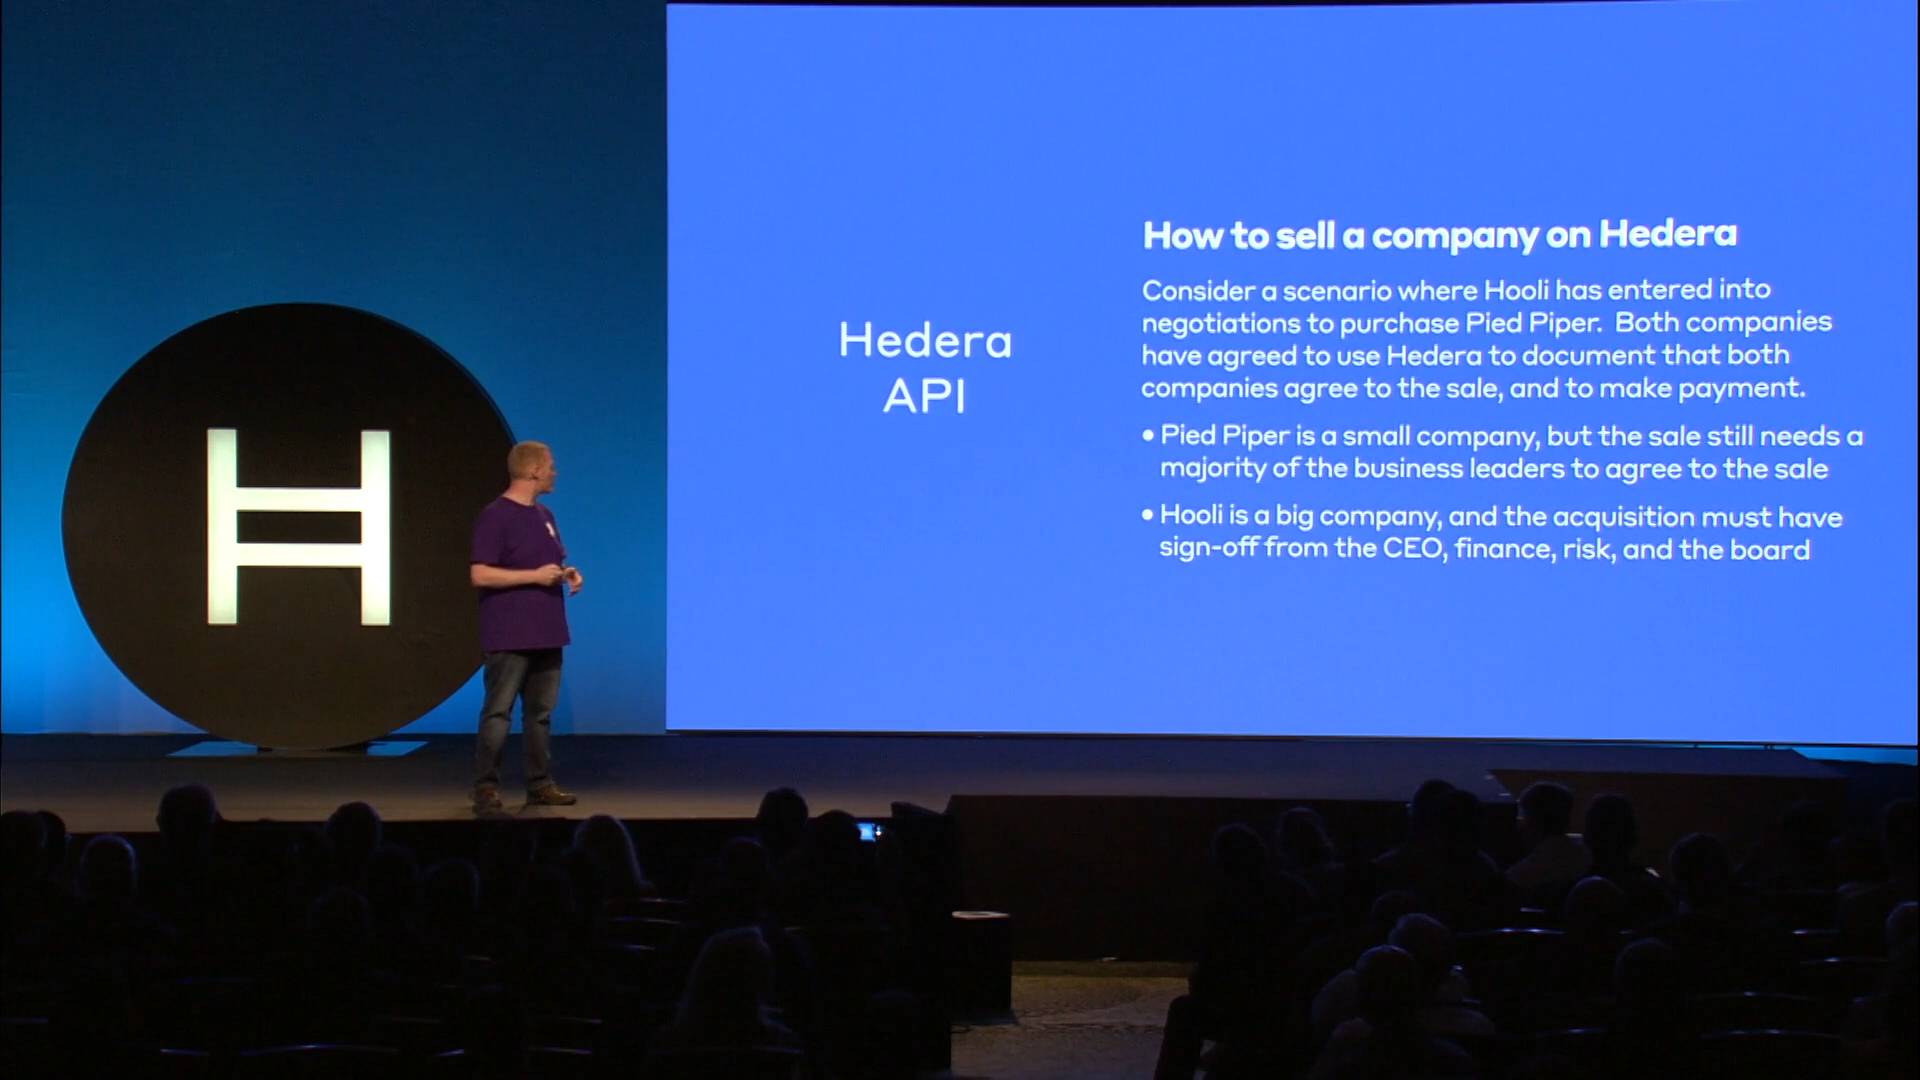 Hedera
API
How to sell a company on Hedera
Consider a scenario where Hooli has entered into
negotiations to purchase Pied Piper. Both companies
have agreed to use Hedera to document that both
companies agree to the sale, and to make payment.
• Pied Piper is a small company, but the sale still needs a
majority of the business leaders to agree to the sale
• Hooli is a big company, and the acquisition must have
sign-off from the CEO, finance, risk, and the board